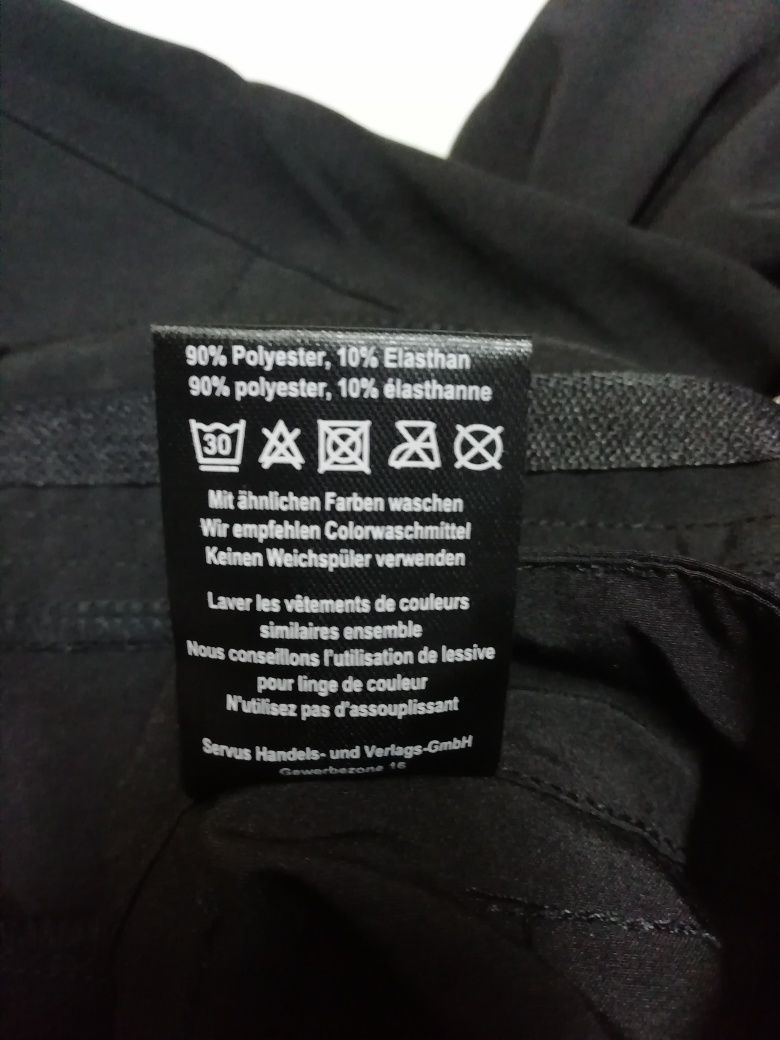 90% Polyester, 10% Elasthan
90% polyester, 10% élasthanne
30
Mit ähnlichen Farben waschen
Wir empfehlen Colorwaschmittel
Keinen Weichspüler verwenden
Laver les vêtements de couleurs
similaires ensemble
Nous conseillons l'utilisation de lessive
pour linge de couleur
N'utilisez pas d'assouplissant
Servus Handels- und Verlags-GmbH
Gewerbezone 16